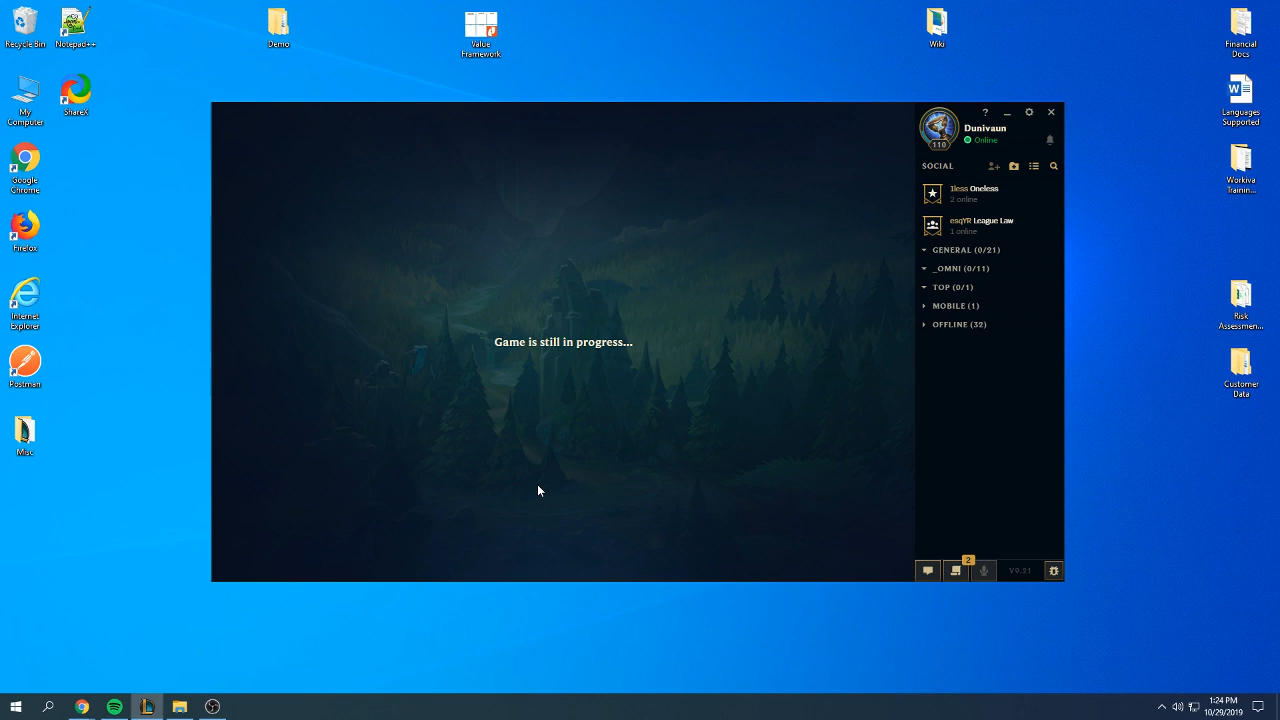 Recycle Bin
Notepad++
Demo
Value
Framework
Wiki
Financial
Docs
My
Computer
ShareX
Languages
Supported
Google
Chrome
Workiva
Trainin...
Firefox
Internet
Explorer
Risk
Assessmen...
Postman
Customer
Data
Misc
Game is still in progress...
?
Dunivaun
110
Online
SOCIAL
1less Oneless
2 online
esqYR League Law
1 online
GENERAL (0/21)
_OMNI (0/11)
TOP (0/1)
MOBILE (1)
OFFLINE (32)
2
V9.21
1:24 PM
10/29/2019